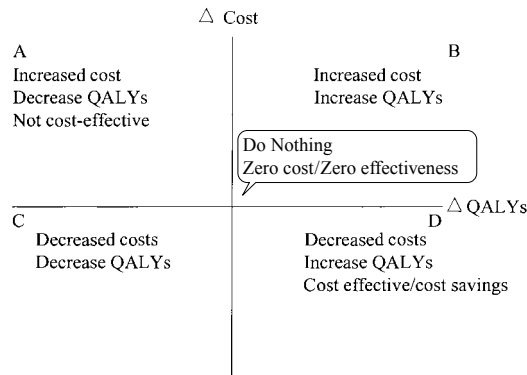 △ Cost
A
Increased cost
Decrease QALYs
Not cost-effective
B
Increased cost
Increase QALYs
Do Nothing
Zero cost/Zero effectiveness
△ QALYs
C
Decreased costs
Decrease QALYs
D
Decreased costs
Increase QALYs
Cost effective/cost savings